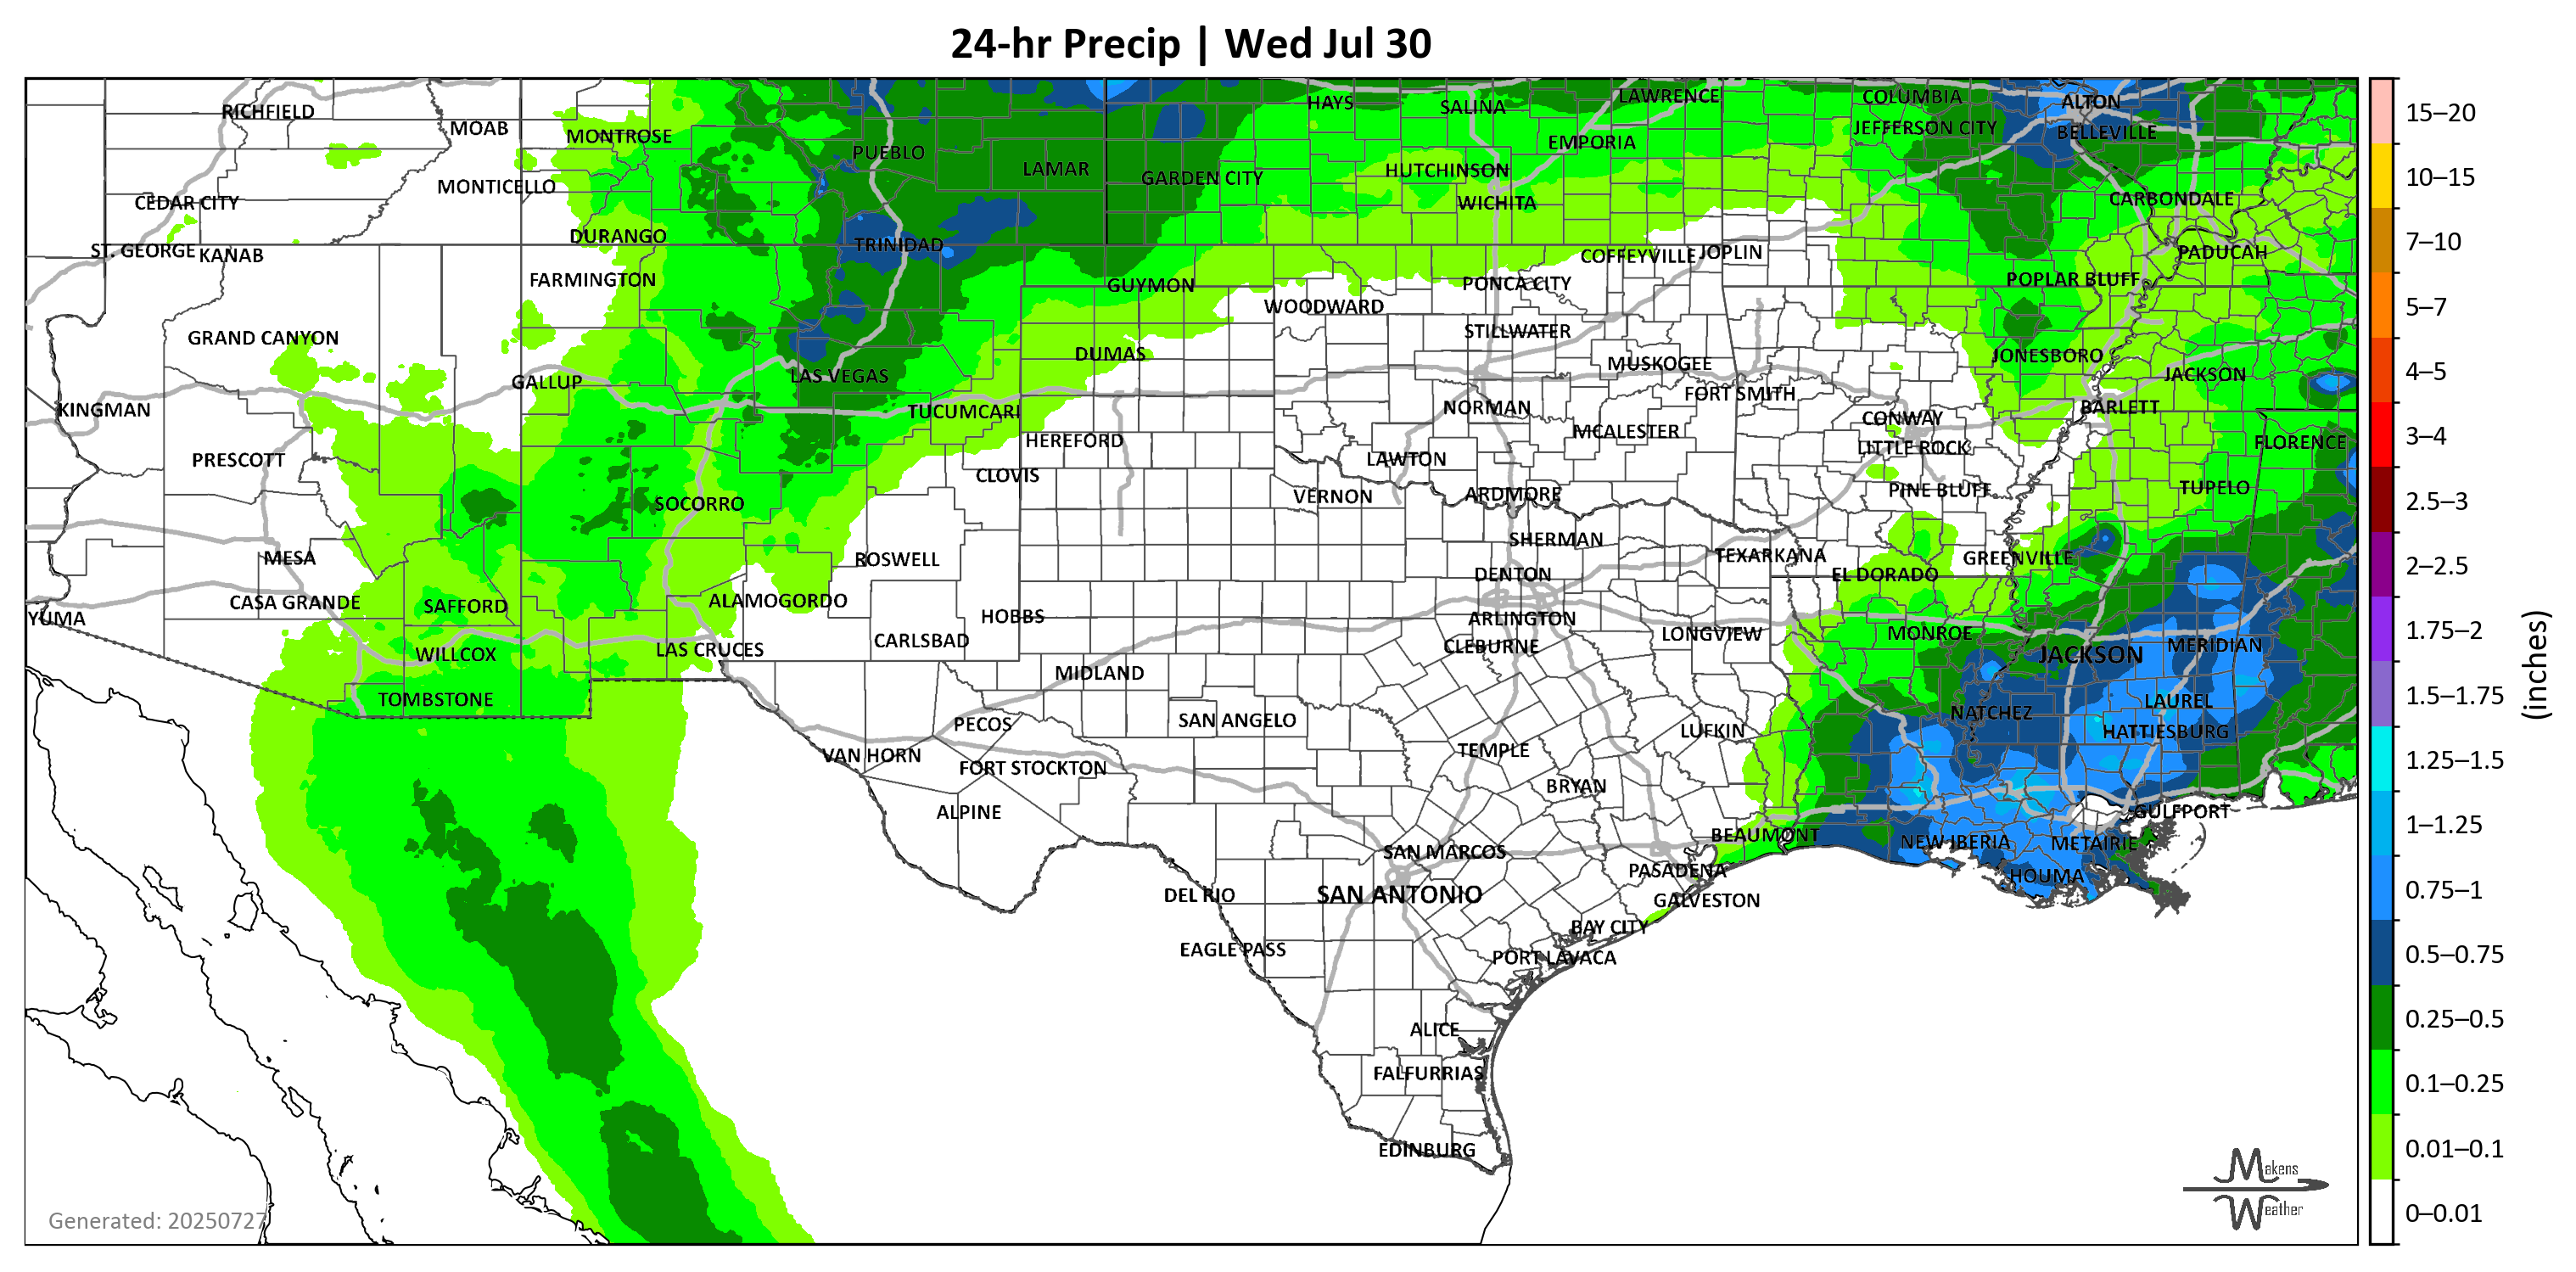 24-hr Precip | Wed Jul 30
RICHFIELD
MOAB
MONTROSE
PUEBLO
LAMAR
GARDEN CITY
HAYS
SALINA
LAWRENCE
EMPORIA
COLUMBIA
JEFFERSON CITY
ALTON
BELLEVILLE
MONTICELLO
CEDAR CITY
HUTCHINSON
WICHITA
CARBONDALE
ST. GEORGE
KANAB
DURANGO
TRINIDAD
COFFEYVILLE
JOPLIN
PADUCAH
FARMINGTON
GUYMON
WOODWARD
PONCA CITY
POPLAR BLUFF
GRAND CANYON
DUMAS
STILLWATER
MUSKOGEE
JONESBORO
JACKSON
GALLUP
LAS VEGAS
FORT SMITH
KINGMAN
TUCUMCARI
NORMAN
CONWAY
BARLETT
PRESCOTT
HEREFORD
CLOVIS
LAWTON
MCALESTER
LITTLE ROCK
FLORENCE
SOCORRO
VERNON
ARDMORE
PINE BLUFF
TUPELO
MESA
ROSWELL
SHERMAN
TEXARKANA
GREENVILLE
DENTON
EL DORADO
YUMA
CASA GRANDE
SAFFORD
ALAMOGORDO
HOBBS
ARLINGTON
WILLCOX
LAS CRUCES
CARLSBAD
CLEBURNE
LONGVIEW
MONROE
JACKSON
MERIDIAN
TOMBSTONE
MIDLAND
PECOS
SAN ANGELO
LUFKIN
NATCHEZ
LAUREL
HATTIESBURG
VAN HORN
FORT STOCKTON
TEMPLE
BRYAN
ALPINE
BEAUMONT
GULFPORT
NEW IBERIA
METAIRIE
SAN MARCOS
PASADENA
HOUMA
DEL RIO
SAN ANTONIO
GALVESTON
EAGLE PASS
BAY CITY
PORT LAVACA
ALICE
FALFURRIAS
EDINBURG
Generated: 20250727
Makens
Weather
15–20
10–15
7–10
5–7
4–5
3–4
2.5–3
2–2.5
1.75–2
1.5–1.75
1.25–1.5
1–1.25
0.75–1
0.5–0.75
0.25–0.5
0.1–0.25
0.01–0.1
0–0.01
(inches)